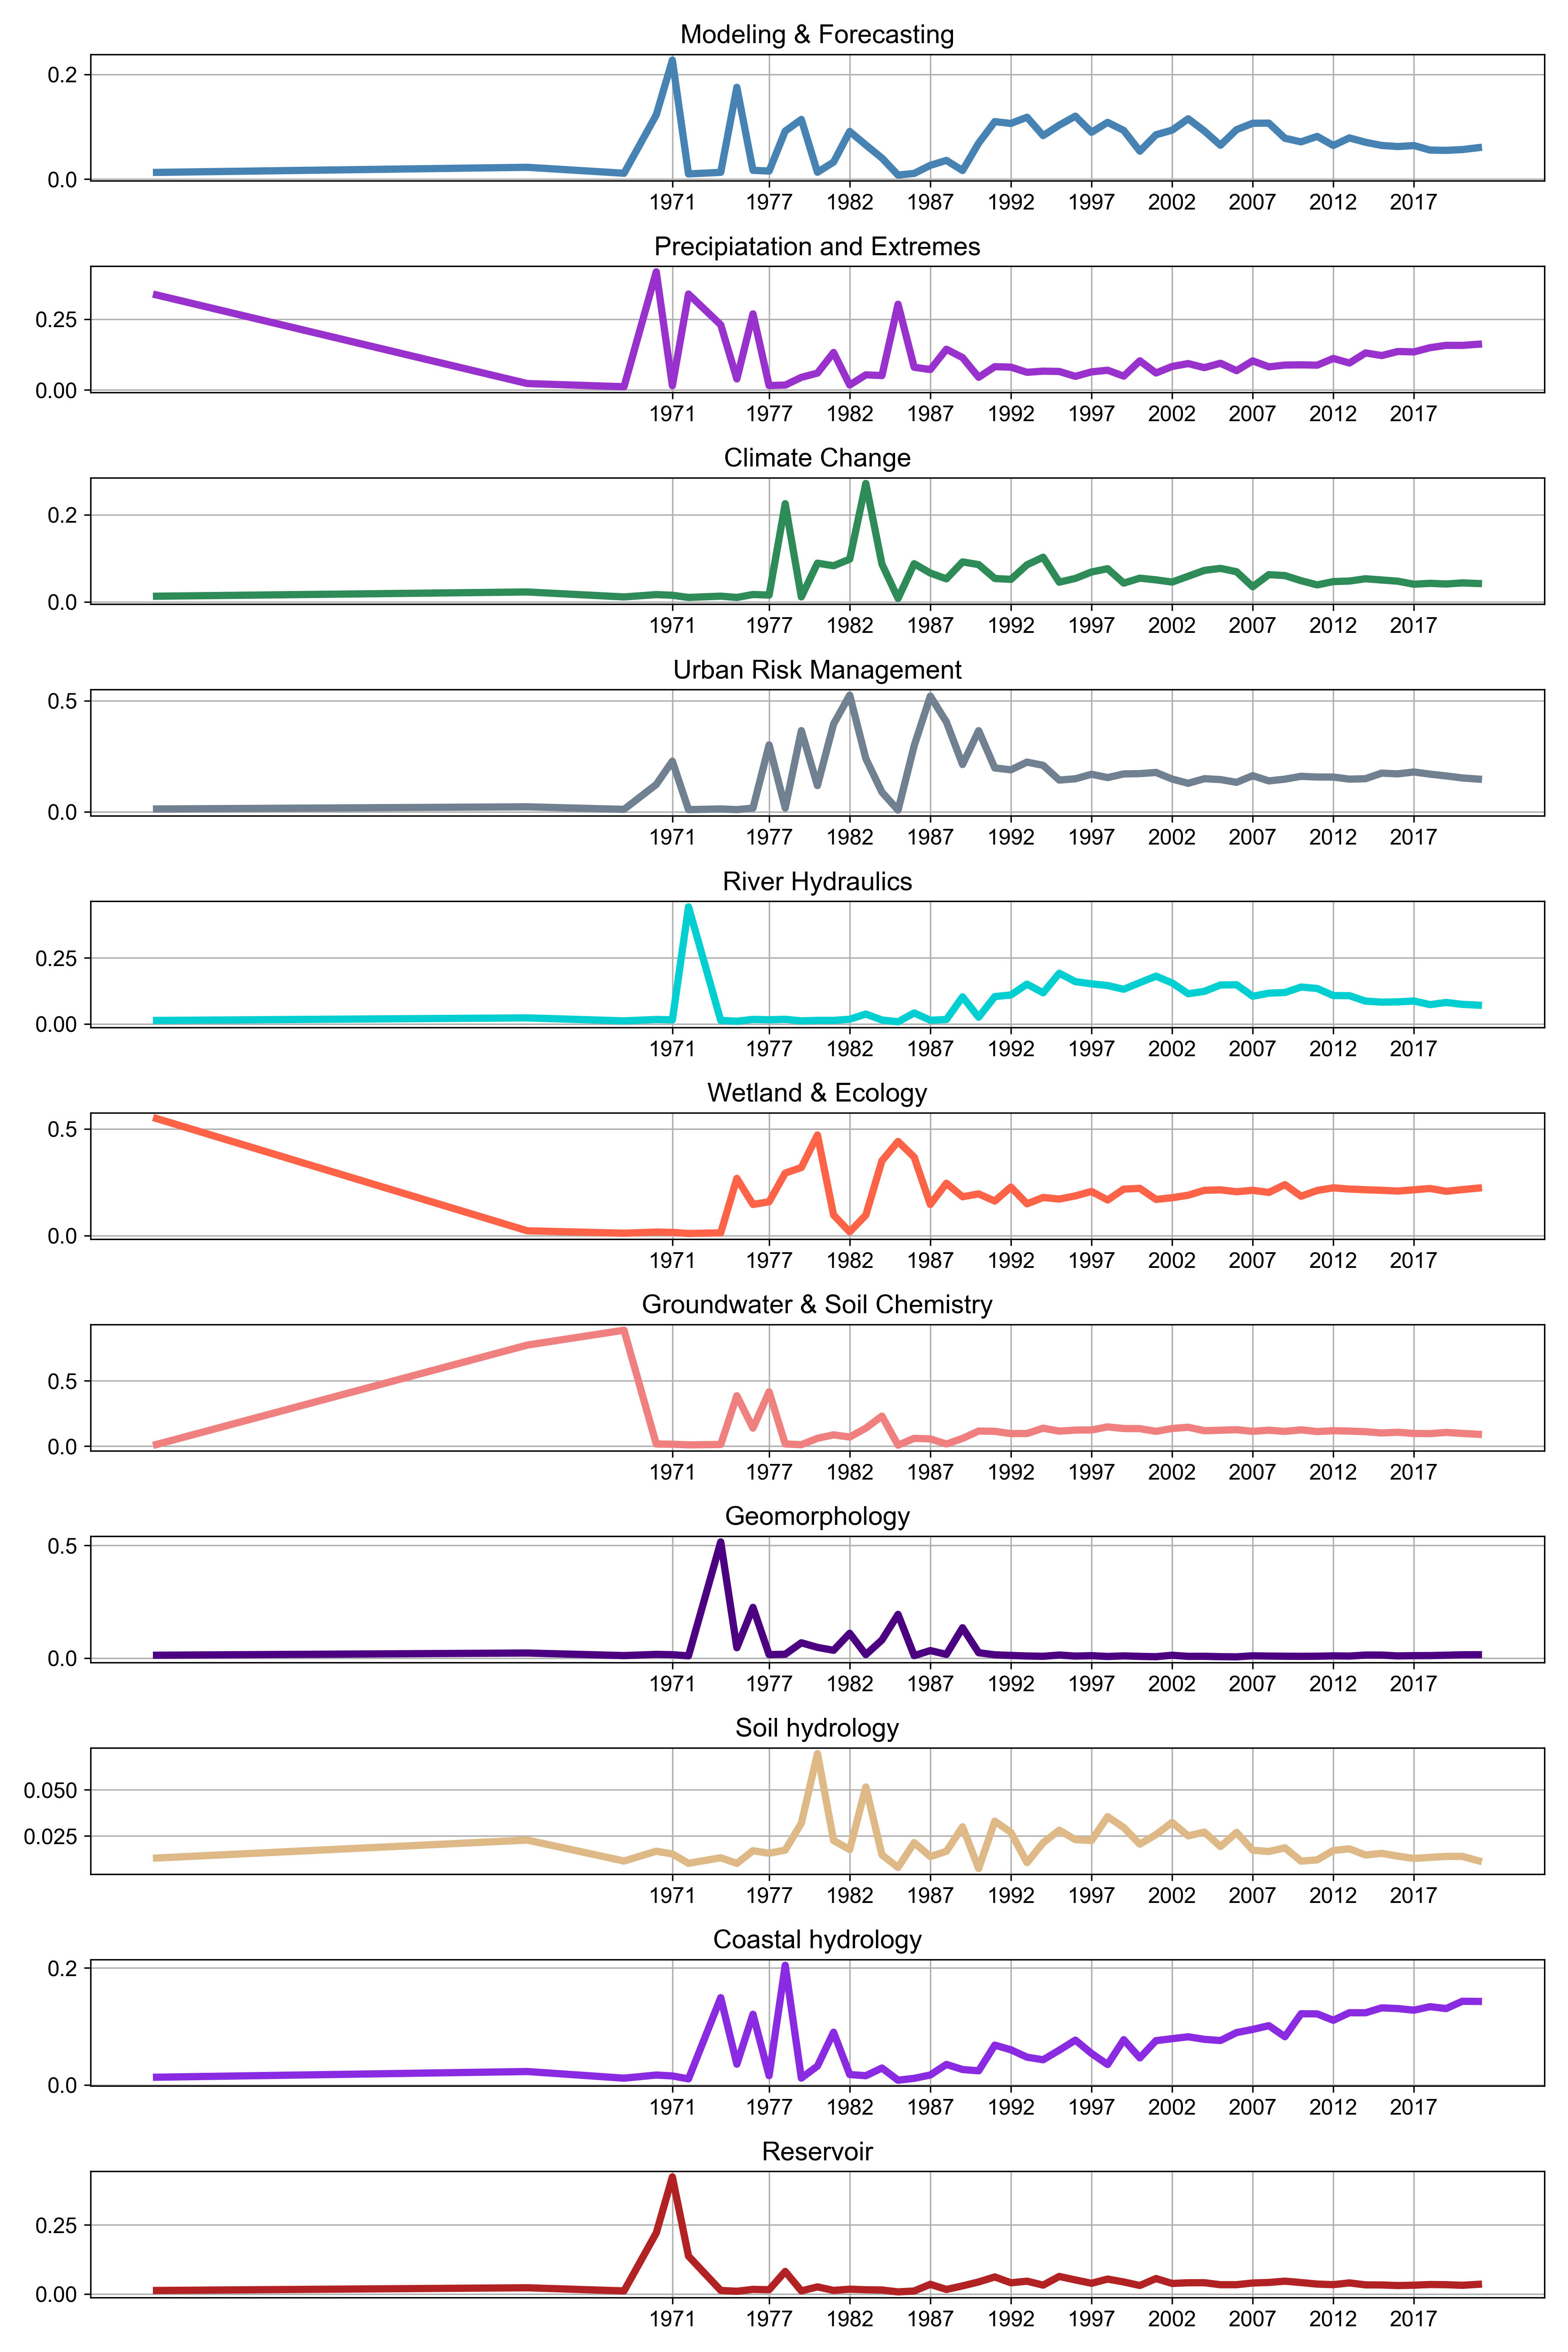 Modeling & Forecasting
0.2
0.0
1971 1977 1982 1987 1992 1997 2002 2007 2012 2017
Precipiatation and Extremes
0.25
0.00
1971 1977 1982 1987 1992 1997 2002 2007 2012 2017
Climate Change
0.2
0.0
1971 1977 1982 1987 1992 1997 2002 2007 2012 2017
Urban Risk Management
0.5
0.0
1971 1977 1982 1987 1992 1997 2002 2007 2012 2017
River Hydraulics
0.25
0.00
1971 1977 1982 1987 1992 1997 2002 2007 2012 2017
Wetland & Ecology
0.5
0.0
1971 1977 1982 1987 1992 1997 2002 2007 2012 2017
Groundwater & Soil Chemistry
0.5
0.0
1971 1977 1982 1987 1992 1997 2002 2007 2012 2017
Geomorphology
0.5
0.0
1971 1977 1982 1987 1992 1997 2002 2007 2012 2017
Soil hydrology
0.050
0.025
1971 1977 1982 1987 1992 1997 2002 2007 2012 2017
Coastal hydrology
0.2
0.0
1971 1977 1982 1987 1992 1997 2002 2007 2012 2017
Reservoir
0.25
0.00
1971 1977 1982 1987 1992 1997 2002 2007 2012 2017